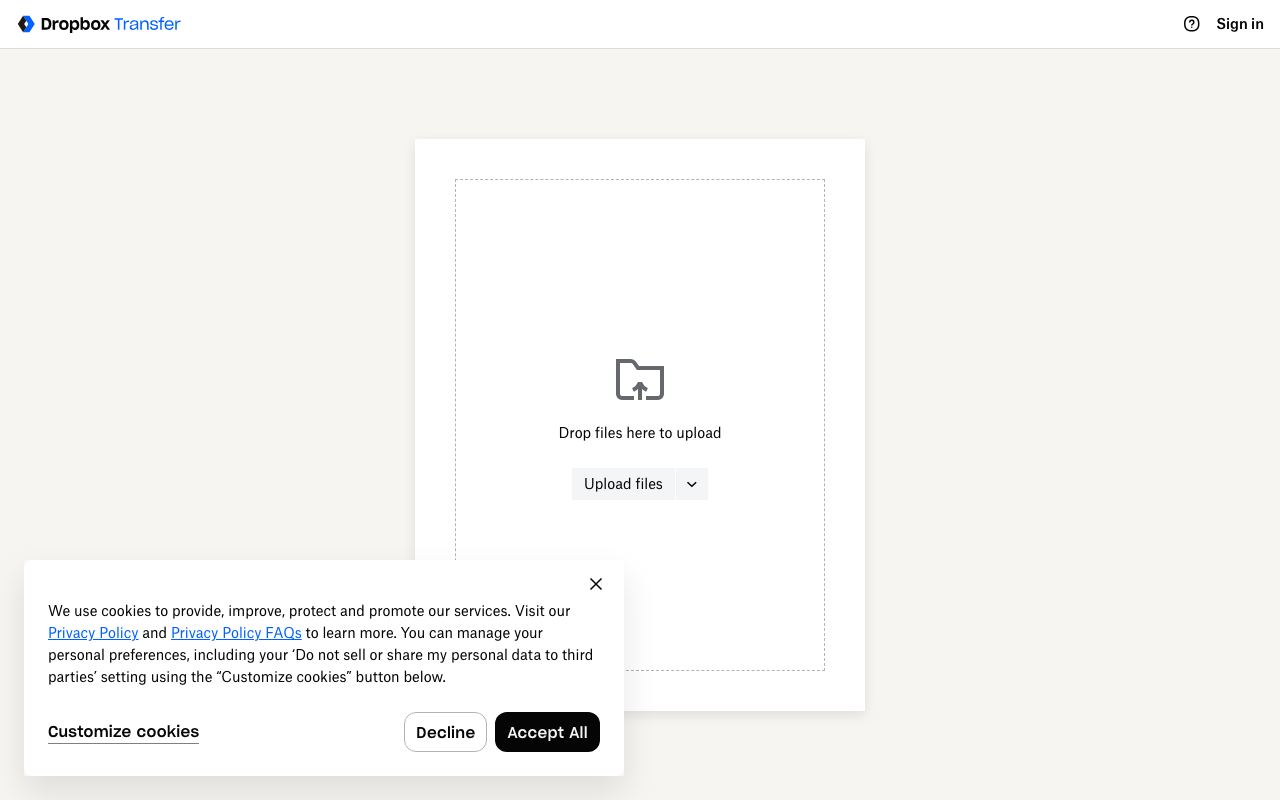 Dropbox Transfer
Sign in
Drop files here to upload
Upload files
We use cookies to provide, improve, protect and promote our services. Visit our
Privacy Policy and Privacy Policy FAQs to learn more. You can manage your
personal preferences, including your ‘Do not sell or share my personal data to third
parties’ setting using the “Customize cookies” button below.
Customize cookies
Decline
Accept All